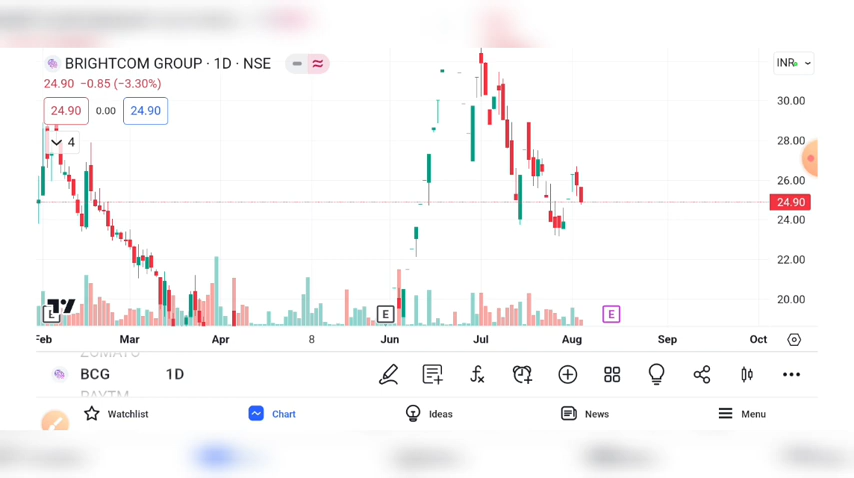 BRIGHTCOM GROUP · 1D · NSE
INR
24.90 −0.85 (−3.30%)
24.90 0.00 24.90
4
30.00
28.00
26.00
24.90
24.00
22.00
20.00
E E E
Feb Mar Apr 8 Jun Jul Aug Sep Oct
ZOMATO
BCG 1D
PAYTM
Watchlist Chart Ideas News Menu